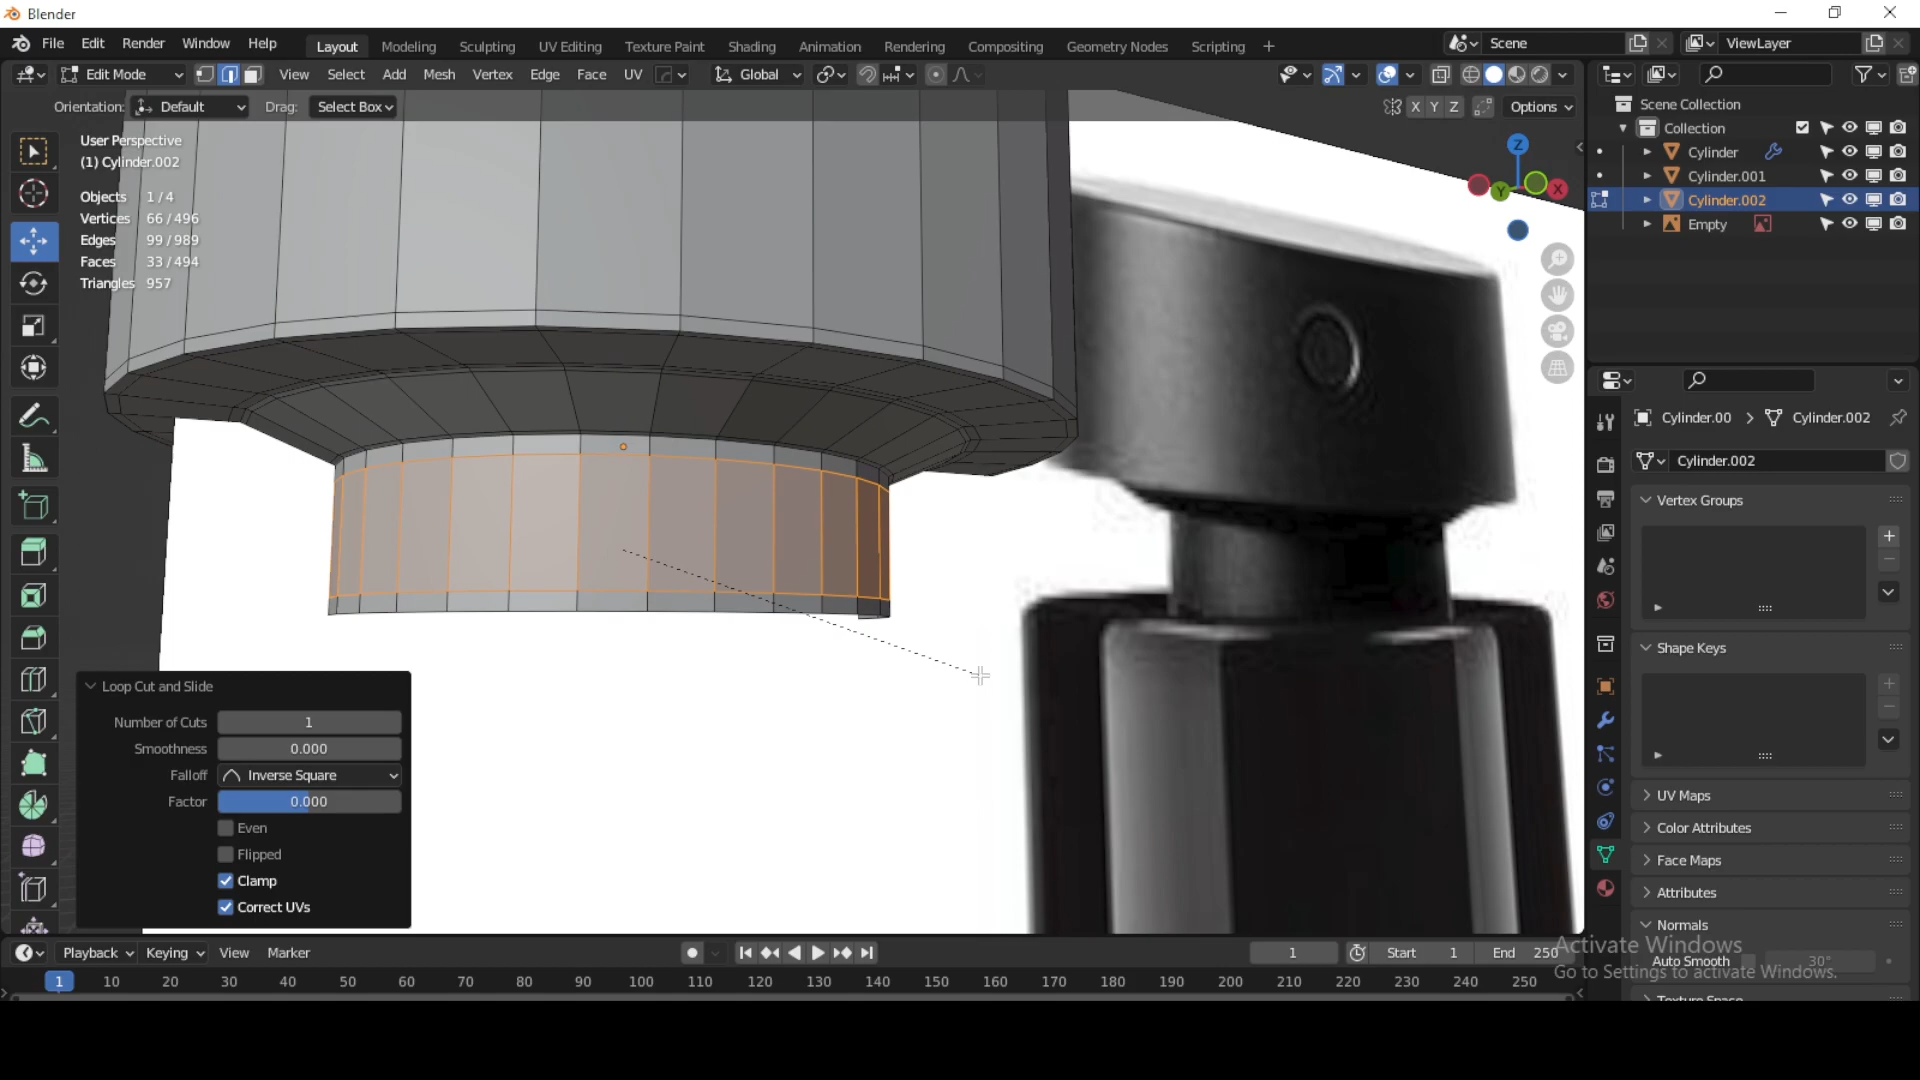 Blender
File Edit Render Window Help Layout Modeling Sculpting UV Editing Texture Paint Shading Animation Rendering Compositing Geometry Nodes Scripting + Scene ViewLayer
Edit Mode View Select Add Mesh Vertex Edge Face UV Global
Orientation: Default Drag: Select Box X Y Z Options
User Perspective
(1) Cylinder.002
Objects 1/4
Vertices 66/496
Edges 99/989
Faces 33/494
Triangles 957
Z
Y
X
Loop Cut and Slide
Number of Cuts 1
Smoothness 0.000
Falloff Inverse Square
Factor 0.000
Even
Flipped
Clamp
Correct UVs
Scene Collection
Collection
Cylinder
Cylinder.001
Cylinder.002
Empty
Cylinder.00 > Cylinder.002
Cylinder.002
Vertex Groups
Shape Keys
UV Maps
Color Attributes
Face Maps
Attributes
Normals
Auto Smooth 30°
Texture Space
Activate Windows
Go to Settings to activate Windows.
Playback Keying View Marker 1 Start 1 End 250
1 10 20 30 40 50 60 70 80 90 100 110 120 130 140 150 160 170 180 190 200 210 220 230 240 250